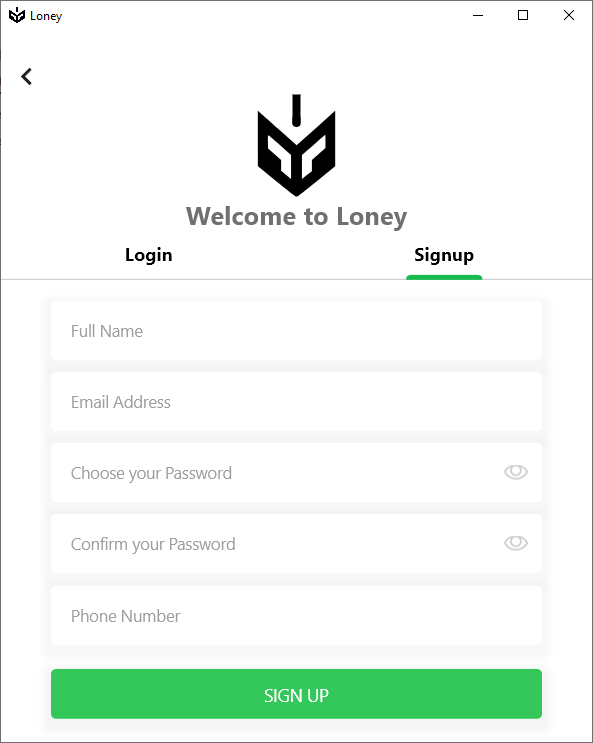 Loney
Welcome to Loney
Login Signup
Full Name
Email Address
Choose your Password
Confirm your Password
Phone Number
SIGN UP